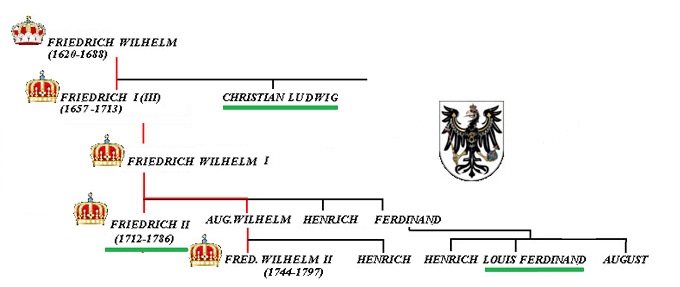 FRIEDRICH WILHELM
(1620-1688)
FRIEDRICH I (III)
(1657-1713)
CHRISTIAN LUDWIG
FRIEDRICH WILHELM I
FRIEDRICH II
(1712-1786)
AUG.WILHELM
HENRICH
FERDINAND
FRED. WILHELM II
(1744-1797)
HENRICH
HENRICH
LOUIS FERDINAND
AUGUST